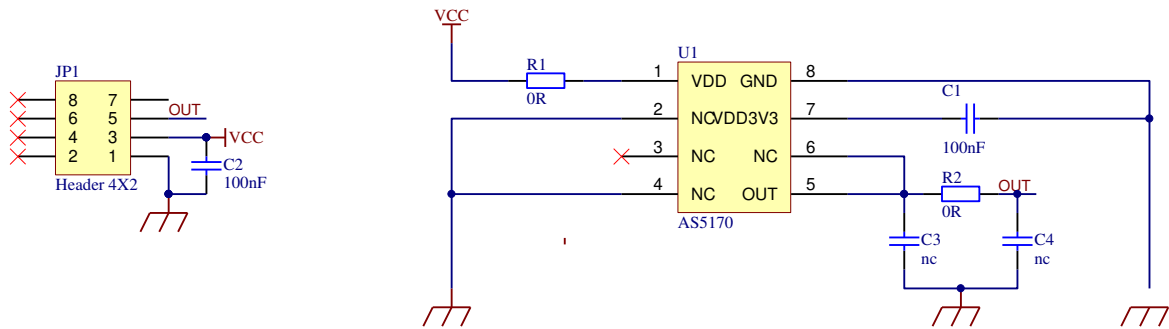 VCC
JP1
8 7
6 5 OUT
4 3 VCC
2 1
C2
100nF
Header 4X2
U1
R1
0R
1 VDD GND 8
2 NC VDD3V3 7
3 NC NC 6
4 NC OUT 5
AS5170
C1
100nF
R2
0R
OUT
C3
nc
C4
nc